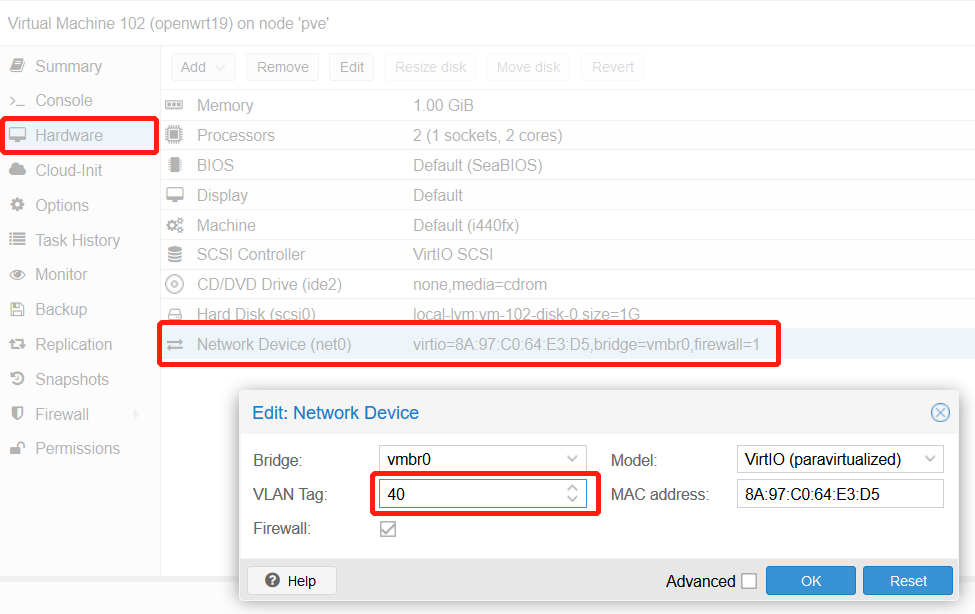 Virtual Machine 102 (openwrt19) on node 'pve'
Summary
Console
Hardware
Cloud-Init
Options
Task History
Monitor
Backup
Replication
Snapshots
Firewall
Permissions
Add Remove Edit Resize disk Move disk Revert
Memory 1.00 GiB
Processors 2 (1 sockets, 2 cores)
BIOS Default (SeaBIOS)
Display Default
Machine Default (i440fx)
SCSI Controller VirtIO SCSI
CD/DVD Drive (ide2) none,media=cdrom
Hard Disk (scsi0) local-lvm:vm-102-disk-0,size=1G
Network Device (net0) virtio=8A:97:C0:64:E3:D5,bridge=vmbr0,firewall=1
Edit: Network Device
Bridge: vmbr0 Model: VirtIO (paravirtualized)
VLAN Tag: 40 MAC address: 8A:97:C0:64:E3:D5
Firewall:
Help Advanced OK Reset